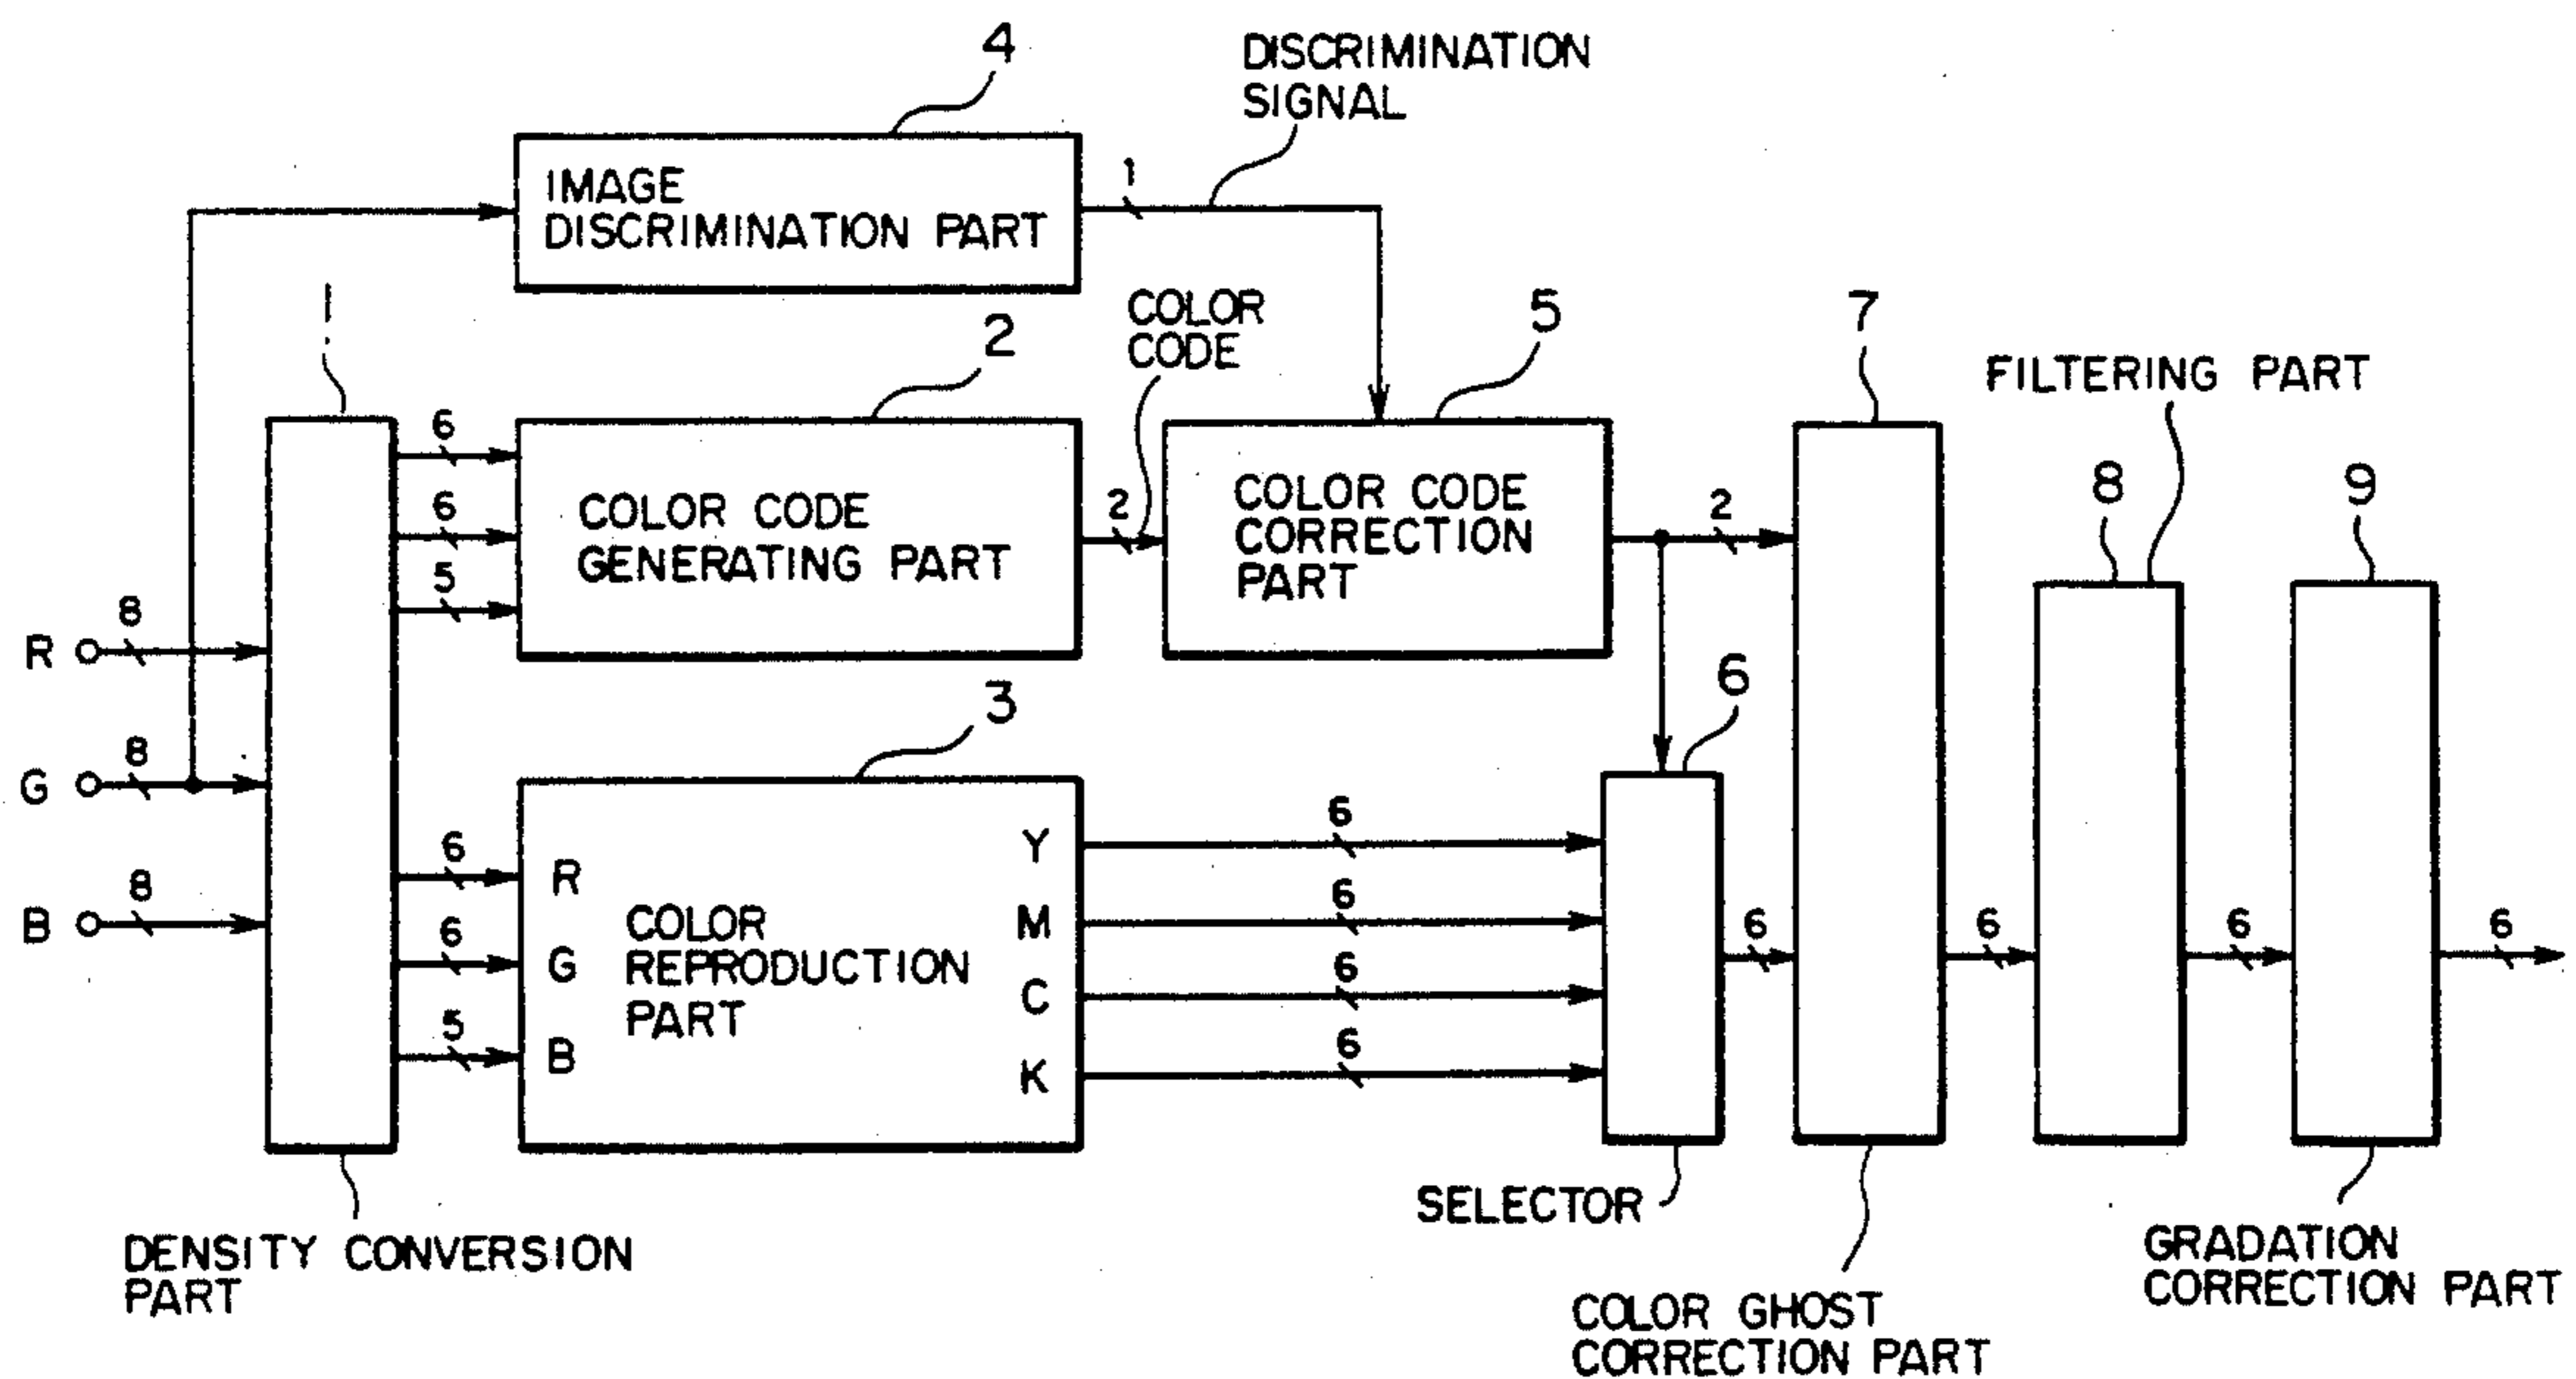 4
DISCRIMINATION
SIGNAL
IMAGE
DISCRIMINATION PART
1
1
2
COLOR
CODE
5
7
FILTERING PART
6
6
5
COLOR CODE
GENERATING PART
2
COLOR CODE
CORRECTION
PART
2
8
9
R
8
G
8
B
8
3
6
6
R
6
G
5
B
COLOR
REPRODUCTION
PART
Y
6
M
6
C
6
K
6
6
6
6
6
SELECTOR
DENSITY CONVERSION
PART
COLOR GHOST
CORRECTION PART
GRADATION
CORRECTION PART